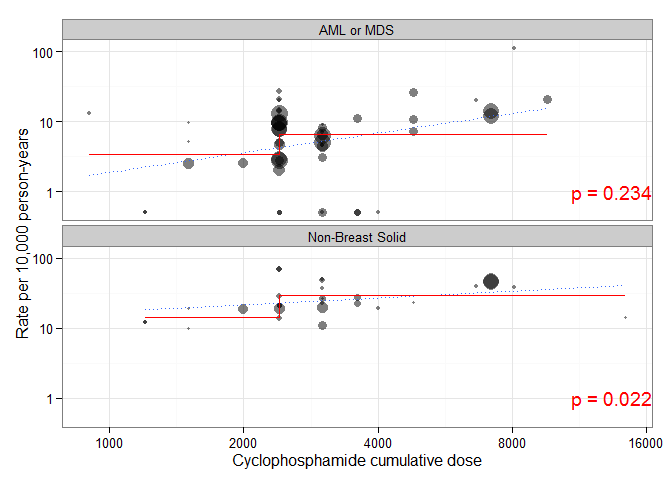 AML or MDS
100
10
1
p = 0.234
Rate per 10,000 person-years
Non-Breast Solid
100
10
1
p = 0.022
1000 2000 4000 8000 16000
Cyclophosphamide cumulative dose